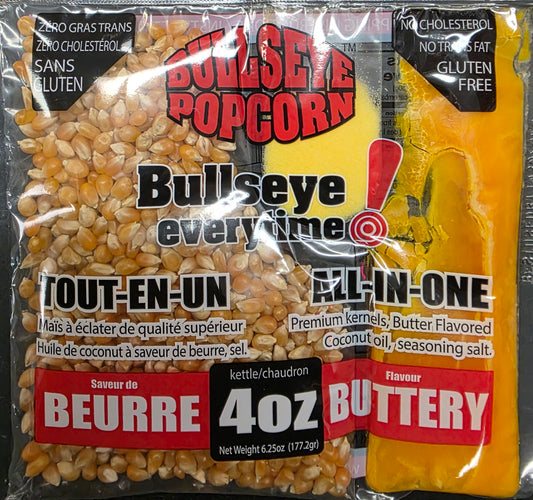 ZÉRO GRAS TRANS
ZÉRO CHOLESTÉROL
SANS
GLUTEN
BULLSEYE
POPCORN
TM
NO CHOLESTEROL
NO TRANS FAT
GLUTEN
FREE
Bullseye
everytime!
TOUT-EN-UN
Maïs à éclater de qualité supérieur
Huile de coconut à saveur de beurre, sel.
ALL-IN-ONE
Premium kernels, Butter Flavored
Coconut oil, seasoning salt.
Saveur de
BEURRE
kettle/chaudron
4oz
Net Weight 6.25oz (177.2gr)
Flavour
BUTTERY